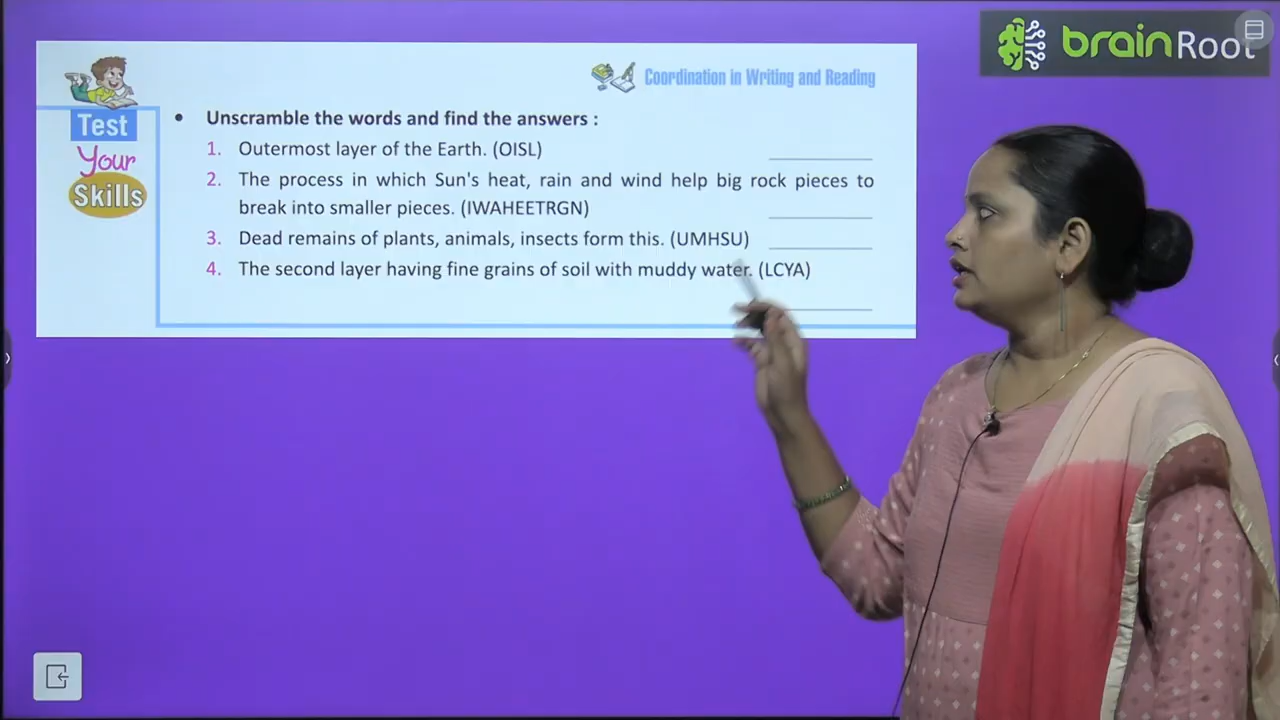 brainRoot
Coordination in Writing and Reading
Test
Your
Skills
• Unscramble the words and find the answers :
1. Outermost layer of the Earth. (OISL)
2. The process in which Sun's heat, rain and wind help big rock pieces to
break into smaller pieces. (IWAHEETRGN)
3. Dead remains of plants, animals, insects form this. (UMHSU)
4. The second layer having fine grains of soil with muddy water. (LCYA)